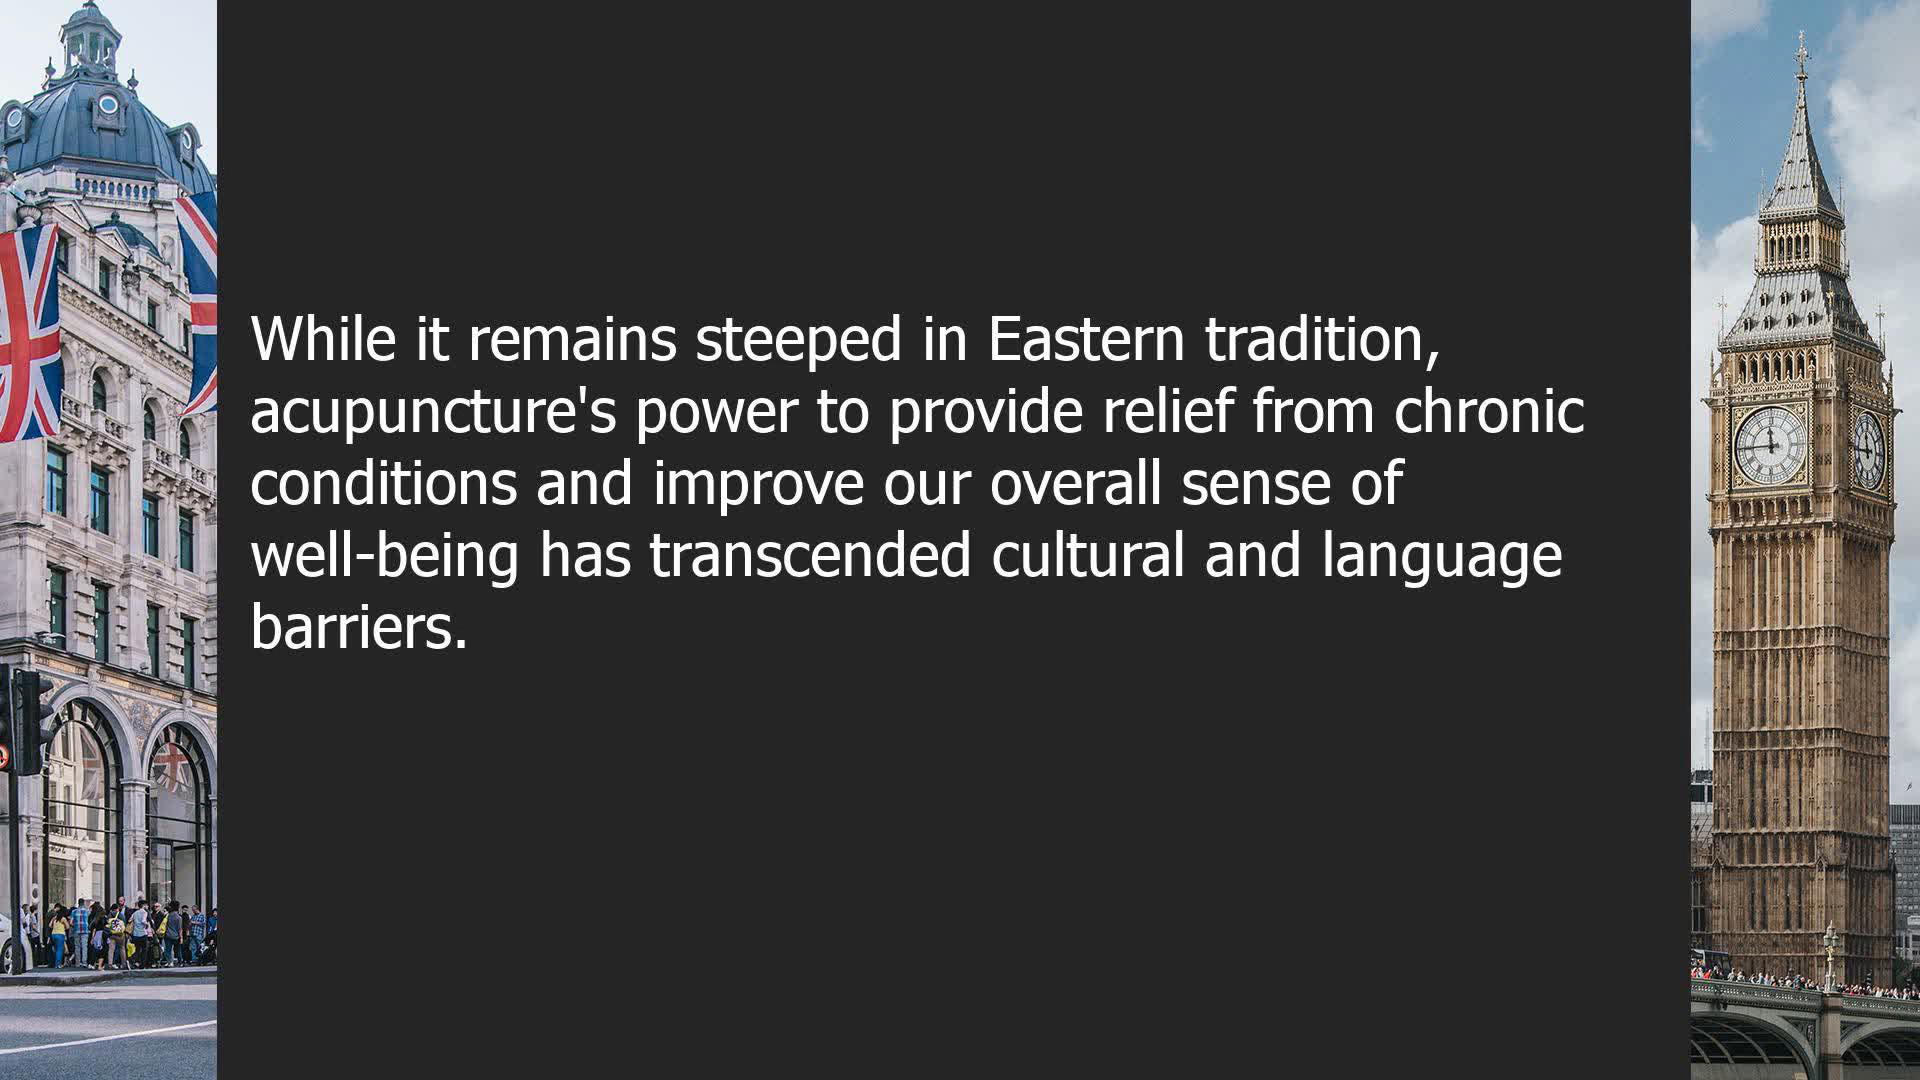 While it remains steeped in Eastern tradition,
acupuncture's power to provide relief from chronic
conditions and improve our overall sense of
well-being has transcended cultural and language
barriers.